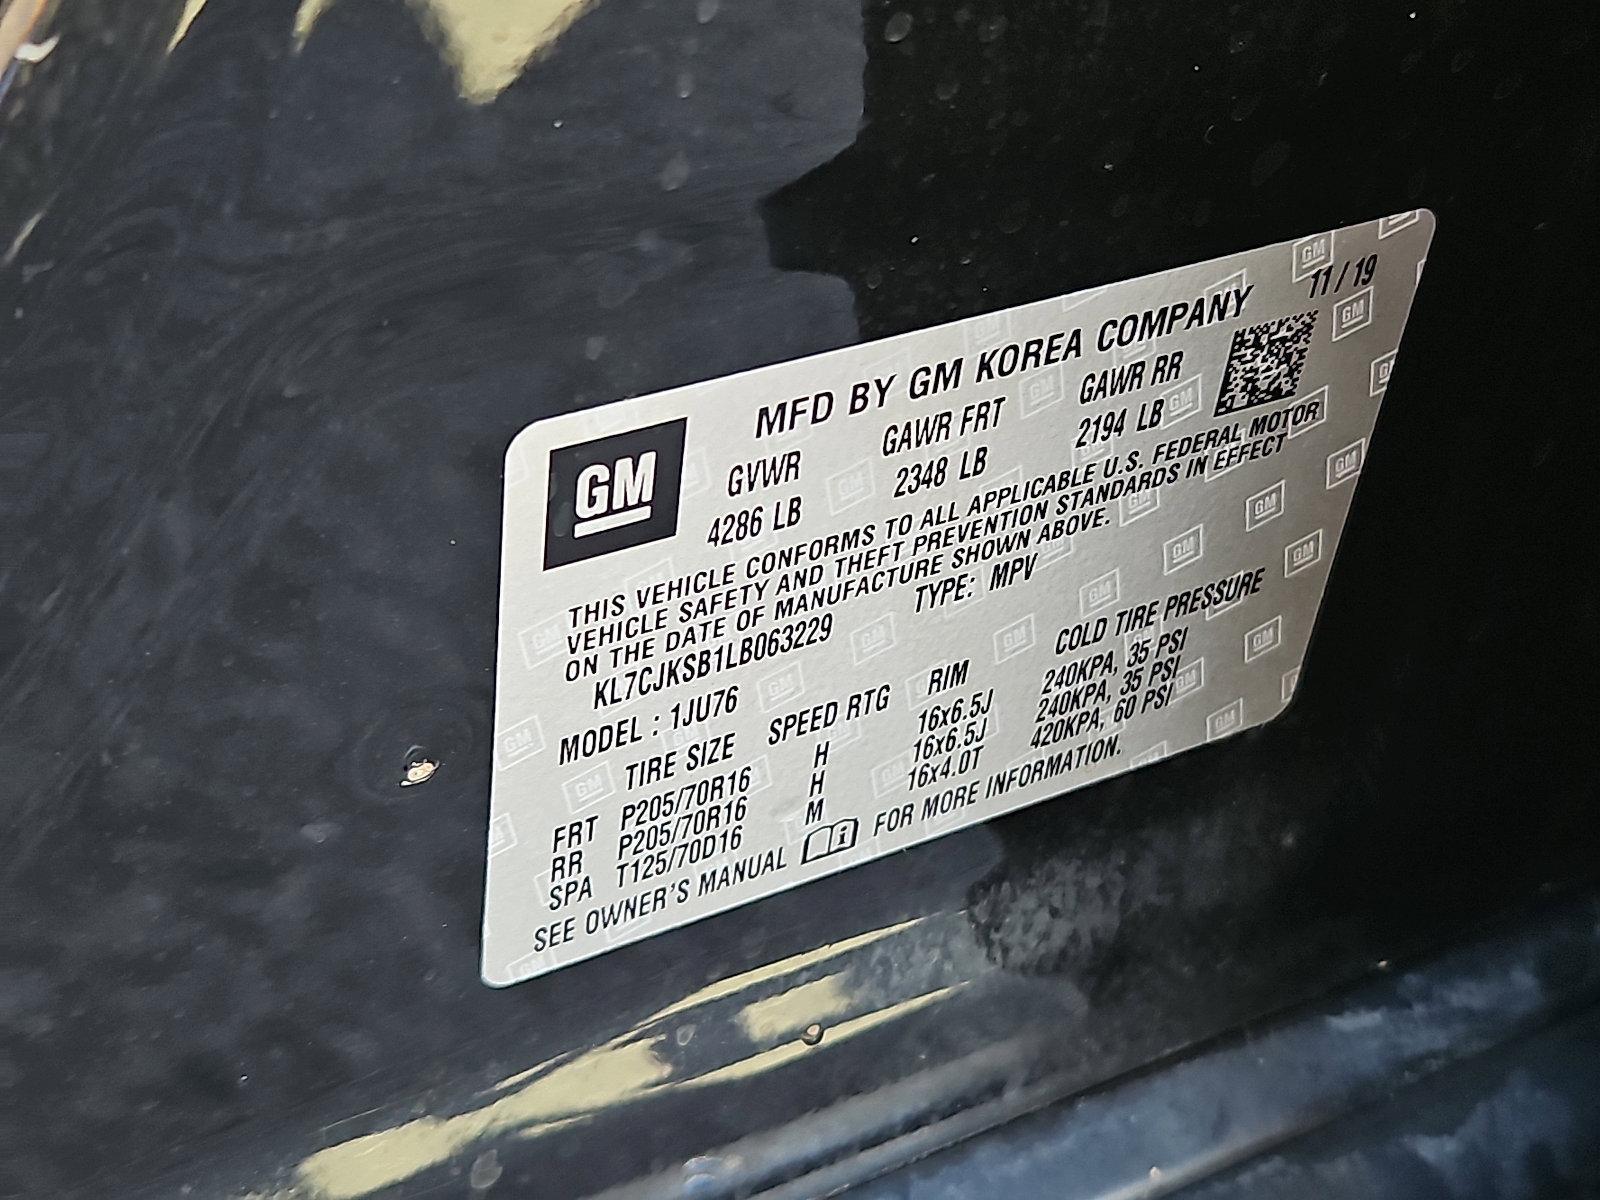 MFD BY GM KOREA COMPANY 11/19
GM
GVWR GAWR FRT GAWR RR
4286 LB 2348 LB 2194 LB
THIS VEHICLE CONFORMS TO ALL APPLICABLE U.S. FEDERAL MOTOR
VEHICLE SAFETY AND THEFT PREVENTION STANDARDS IN EFFECT
ON THE DATE OF MANUFACTURE SHOWN ABOVE.
KL7CJKSB1LB063229 TYPE: MPV
MODEL : 1JU76
TIRE SIZE SPEED RTG RIM COLD TIRE PRESSURE
FRT P205/70R16 H 16x6.5J 240KPA, 35 PSI
RR P205/70R16 H 16x6.5J 240KPA, 35 PSI
SPA T125/70D16 M 16x4.0T 420KPA, 60 PSI
SEE OWNER'S MANUAL FOR MORE INFORMATION.